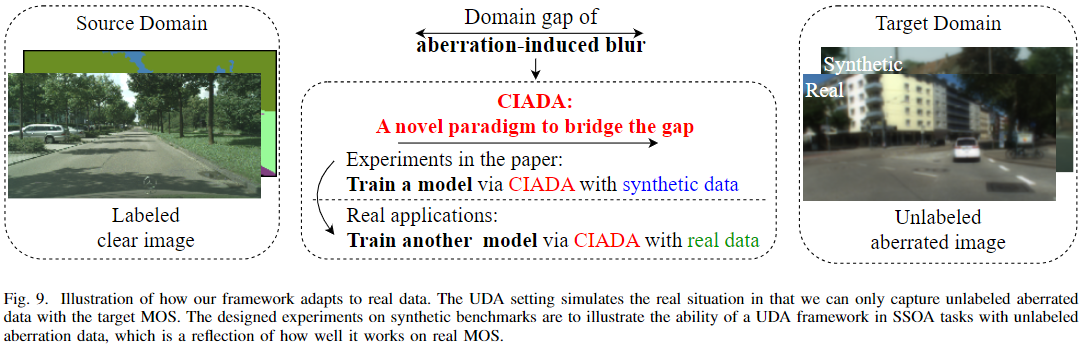 Source Domain
Labeled
clear image
Domain gap of
aberration-induced blur
CIADA:
A novel paradigm to bridge the gap
Experiments in the paper:
Train a model via CIADA with synthetic data
Real applications:
Train another model via CIADA with real data
Target Domain
Synthetic
Real
Unlabeled
aberrated image
Fig. 9. Illustration of how our framework adapts to real data. The UDA setting simulates the real situation in that we can only capture unlabeled aberrated
data with the target MOS. The designed experiments on synthetic benchmarks are to illustrate the ability of a UDA framework in SSOA tasks with unlabeled
aberration data, which is a reflection of how well it works on real MOS.